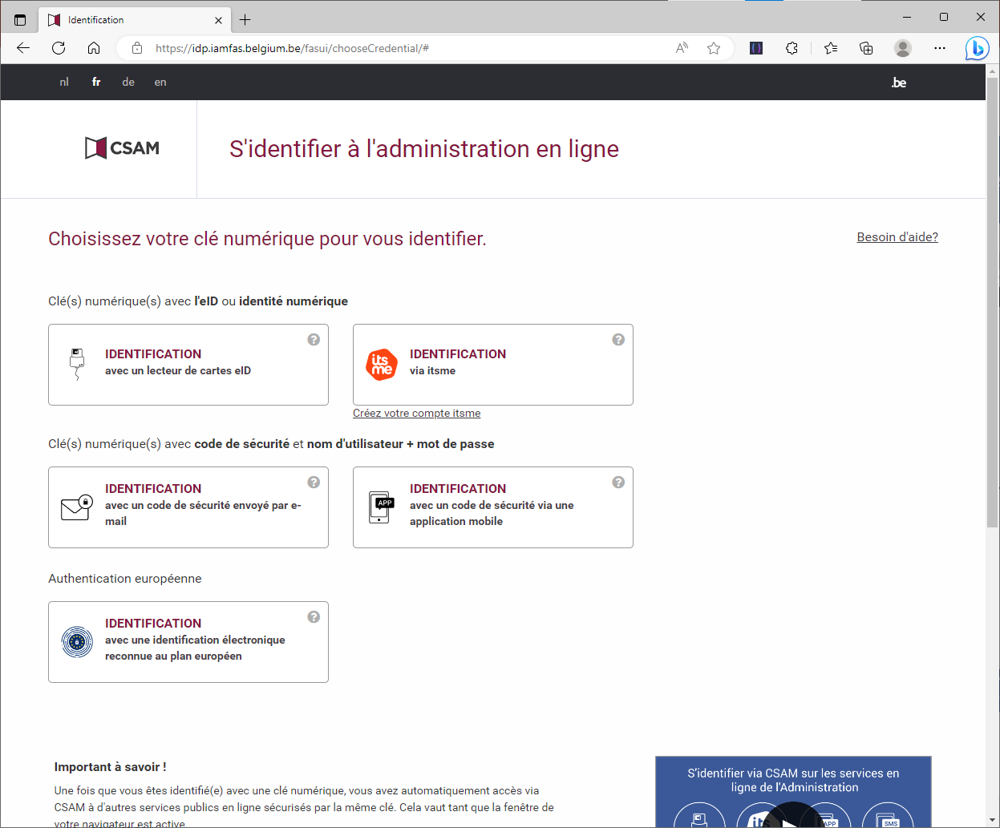 Identification
https://idp.iamfas.belgium.be/fasui/chooseCredential/#
nl fr de en
.be
CSAM
S'identifier à l'administration en ligne
Choisissez votre clé numérique pour vous identifier.
Besoin d'aide?
Clé(s) numérique(s) avec l'eID ou identité numérique
IDENTIFICATION
avec un lecteur de cartes eID
?
itsme
IDENTIFICATION
via itsme
?
Créez votre compte itsme
Clé(s) numérique(s) avec code de sécurité et nom d'utilisateur + mot de passe
IDENTIFICATION
avec un code de sécurité envoyé par e-
mail
?
APP
IDENTIFICATION
avec un code de sécurité via une
application mobile
?
Authentication européenne
IDENTIFICATION
avec une identification électronique
reconnue au plan européen
?
Important à savoir !
Une fois que vous êtes identifié(e) avec une clé numérique, vous avez automatiquement accès via
CSAM à d'autres services publics en ligne sécurisés par la même clé. Cela vaut tant que la fenêtre de
votre navigateur est active.
S'identifier via CSAM sur les services en
ligne de l'Administration
its APP SMS